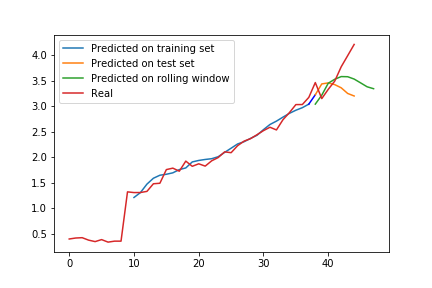 Predicted on training set
Predicted on test set
Predicted on rolling window
Real
4.0
3.5
3.0
2.5
2.0
1.5
1.0
0.5
0 10 20 30 40